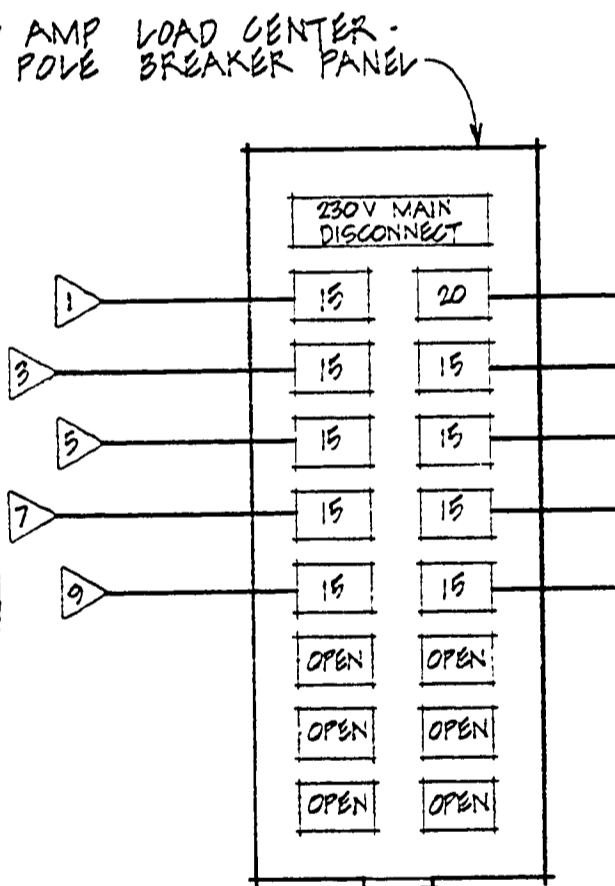 AMP LOAD CENTER -
POLE BREAKER PANEL
230V MAIN
DISCONNECT
1 15 20
3 15 15
5 15 15
7 15 15
9 15 15
OPEN OPEN
OPEN OPEN
OPEN OPEN